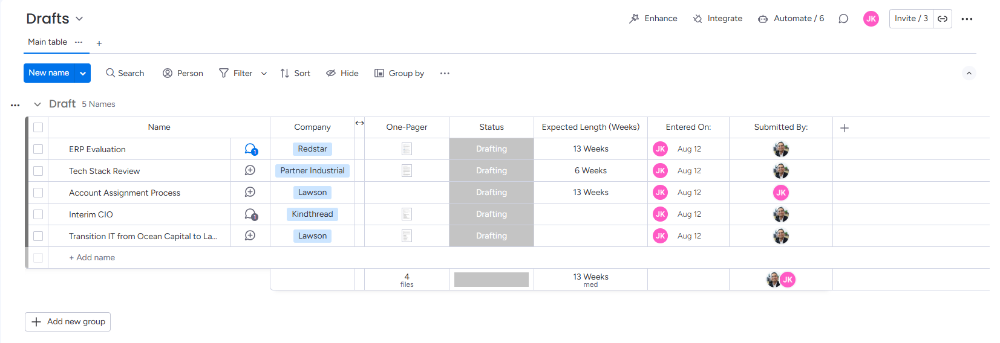 Drafts
Enhance Integrate Automate / 6 JK Invite / 3
Main table
New name Search Person Filter Sort Hide Group by
Draft 5 Names
Name Company One-Pager Status Expected Length (Weeks) Entered On: Submitted By:
ERP Evaluation 1 Redstar Drafting 13 Weeks JK Aug 12
Tech Stack Review Partner Industrial Drafting 6 Weeks JK Aug 12
Account Assignment Process Lawson Drafting 13 Weeks JK Aug 12 JK
Interim CIO 1 Kindthread Drafting JK Aug 12
Transition IT from Ocean Capital to La... Lawson Drafting JK Aug 12
+ Add name
4 13 Weeks JK
files med
Add new group